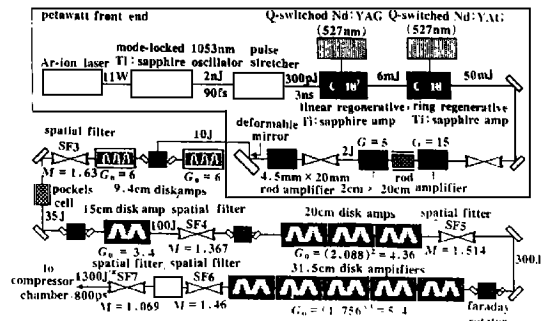 petawatt front end
Q-switched Nd:YAG
Q-switched Nd:YAG
(527nm)
(527nm)
mode-locked 1053nm
Ti:sapphire oscillator
pulse
stretcher
Ar-ion laser
11W
2nJ
90fs
300pJ
3ns
6mJ
50mJ
linear regenerative
Ti:sapphire amp
ring regenerative
Ti:sapphire amp
spatial filter
SF3
M = 1.63
G₀ = 6
G₀ = 6
9.4cm diskamps
10J
deformable
mirror
2J
G = 5
rod
G = 15
4.5mm × 20mm
rod amplifier
2cm × 20cm amplifier
pockels
cell
35J
15cm disk amp
spatial filter
100J
SF4
G₀ = 3.4
M = 1.367
20cm disk amps
G₀ = (2.088)² = 4.36
spatial filter
SF5
M = 1.514
300J
to
compressor
chamber
1300J
800ps
spatial filter
spatial filter
SF7
SF6
M = 1.069
M = 1.46
31.5cm disk amplifiers
= 5.4
faraday